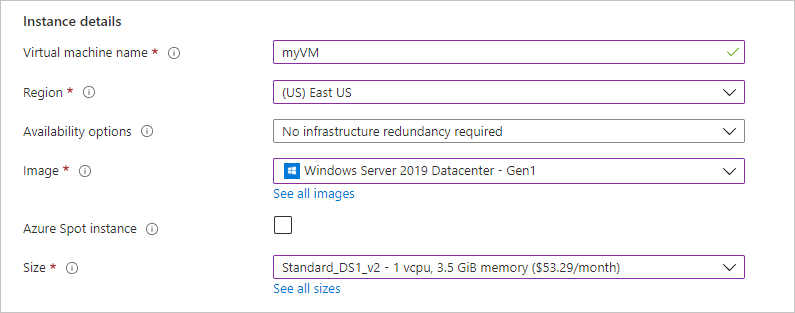 Instance details
Virtual machine name * myVM
Region * (US) East US
Availability options No infrastructure redundancy required
Image * Windows Server 2019 Datacenter - Gen1
See all images
Azure Spot instance
Size * Standard_DS1_v2 - 1 vcpu, 3.5 GiB memory ($53.29/month)
See all sizes